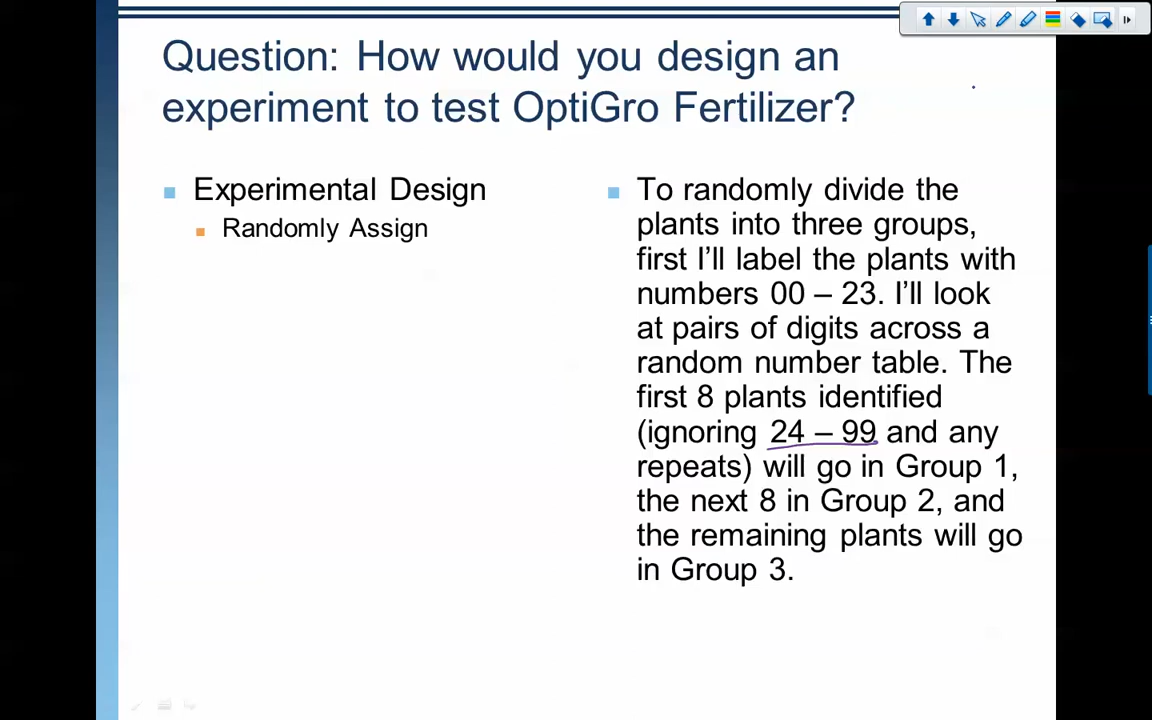 Question: How would you design an
experiment to test OptiGro Fertilizer?
Experimental Design
Randomly Assign
To randomly divide the
plants into three groups,
first I’ll label the plants with
numbers 00 – 23. I’ll look
at pairs of digits across a
random number table. The
first 8 plants identified
(ignoring 24 – 99 and any
repeats) will go in Group 1,
the next 8 in Group 2, and
the remaining plants will go
in Group 3.